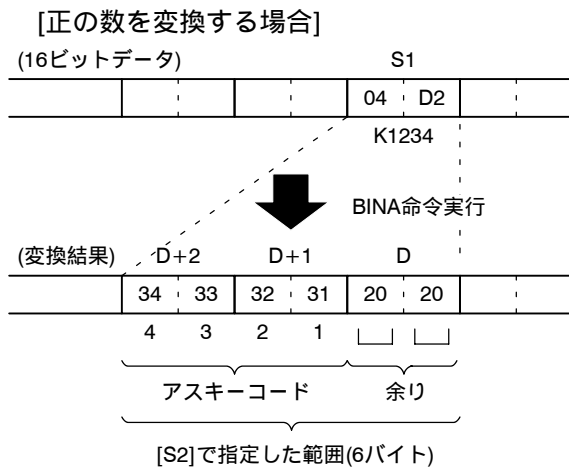 [正の数を変換する場合]
(16ビットデータ) S1
04 D2
K1234
BINA命令実行
(変換結果) D+2 D+1 D
34 33 32 31 20 20
4 3 2 1
アスキーコード 余り
[S2]で指定した範囲(6バイト)